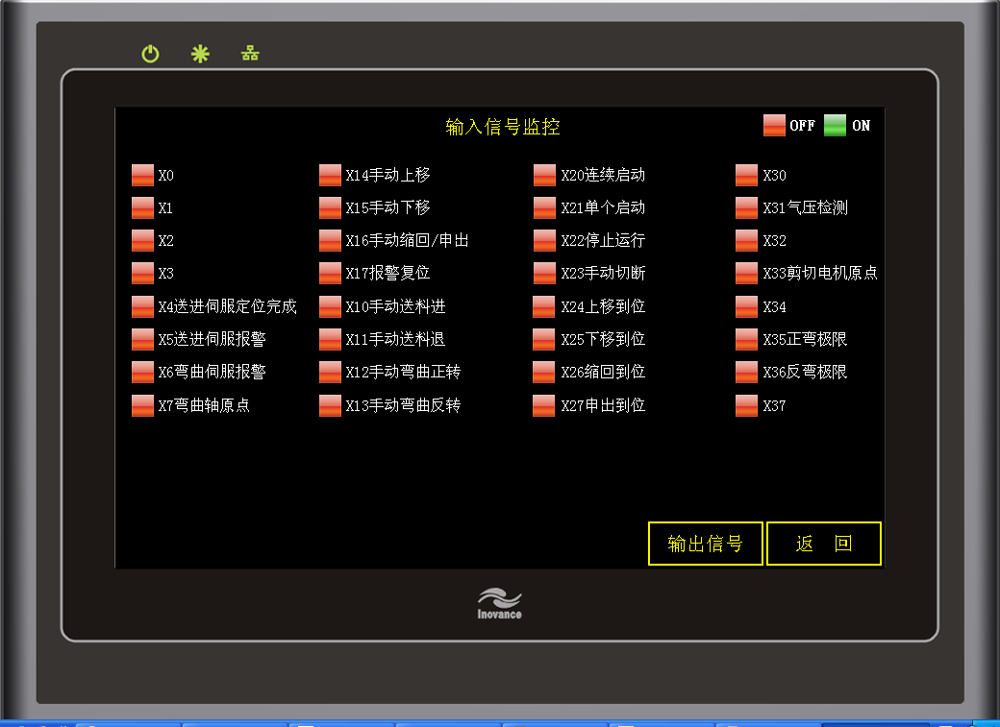 输入信号监控
OFF ON
X0
X1
X2
X3
X4送进伺服定位完成
X5送进伺服报警
X6弯曲伺服报警
X7弯曲轴原点
X14手动上移
X15手动下移
X16手动缩回/申出
X17报警复位
X10手动送料进
X11手动送料退
X12手动弯曲正转
X13手动弯曲反转
X20连续启动
X21单个启动
X22停止运行
X23手动切断
X24上移到位
X25下移到位
X26缩回到位
X27申出到位
X30
X31气压检测
X32
X33剪切电机原点
X34
X35正弯极限
X36反弯极限
X37
输出信号
返 回
Inovance